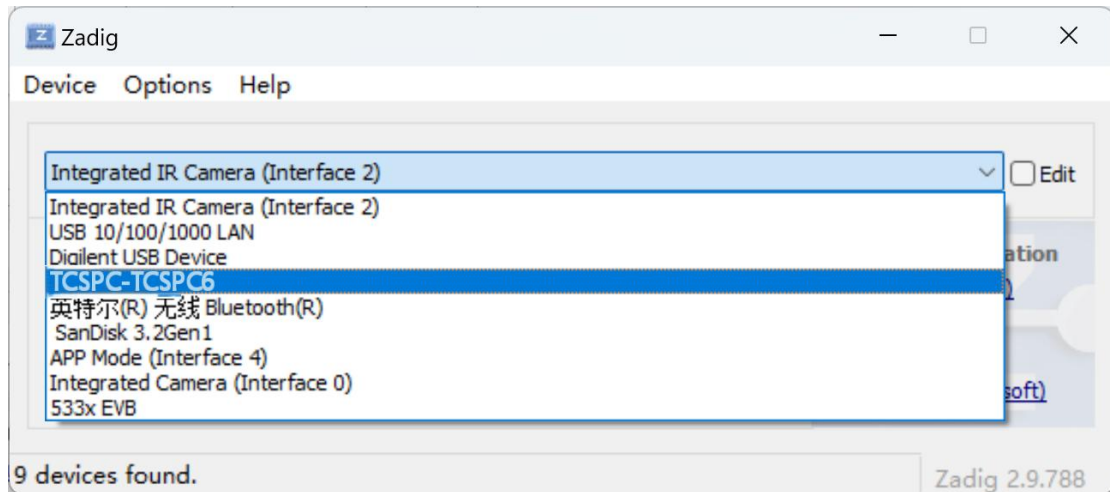 Zadig
Device Options Help
Integrated IR Camera (Interface 2)
Edit
Integrated IR Camera (Interface 2)
USB 10/100/1000 LAN
Digilent USB Device
TCSPC-TCSPC6
英特尔(R) 无线 Bluetooth(R)
SanDisk 3.2Gen1
APP Mode (Interface 4)
Integrated Camera (Interface 0)
533x EVB
9 devices found.
Zadig 2.9.788